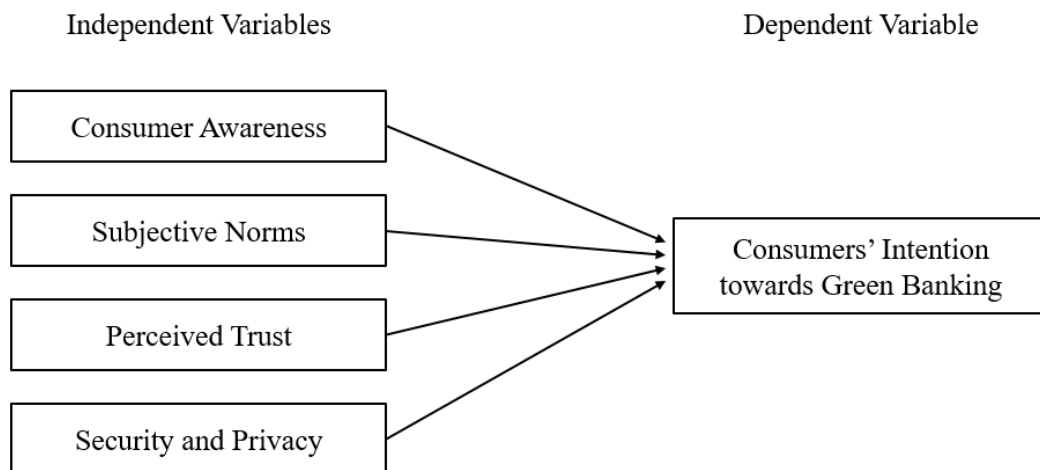 Independent Variables
Dependent Variable
Consumer Awareness
Subjective Norms
Perceived Trust
Security and Privacy
Consumers’ Intention
towards Green Banking